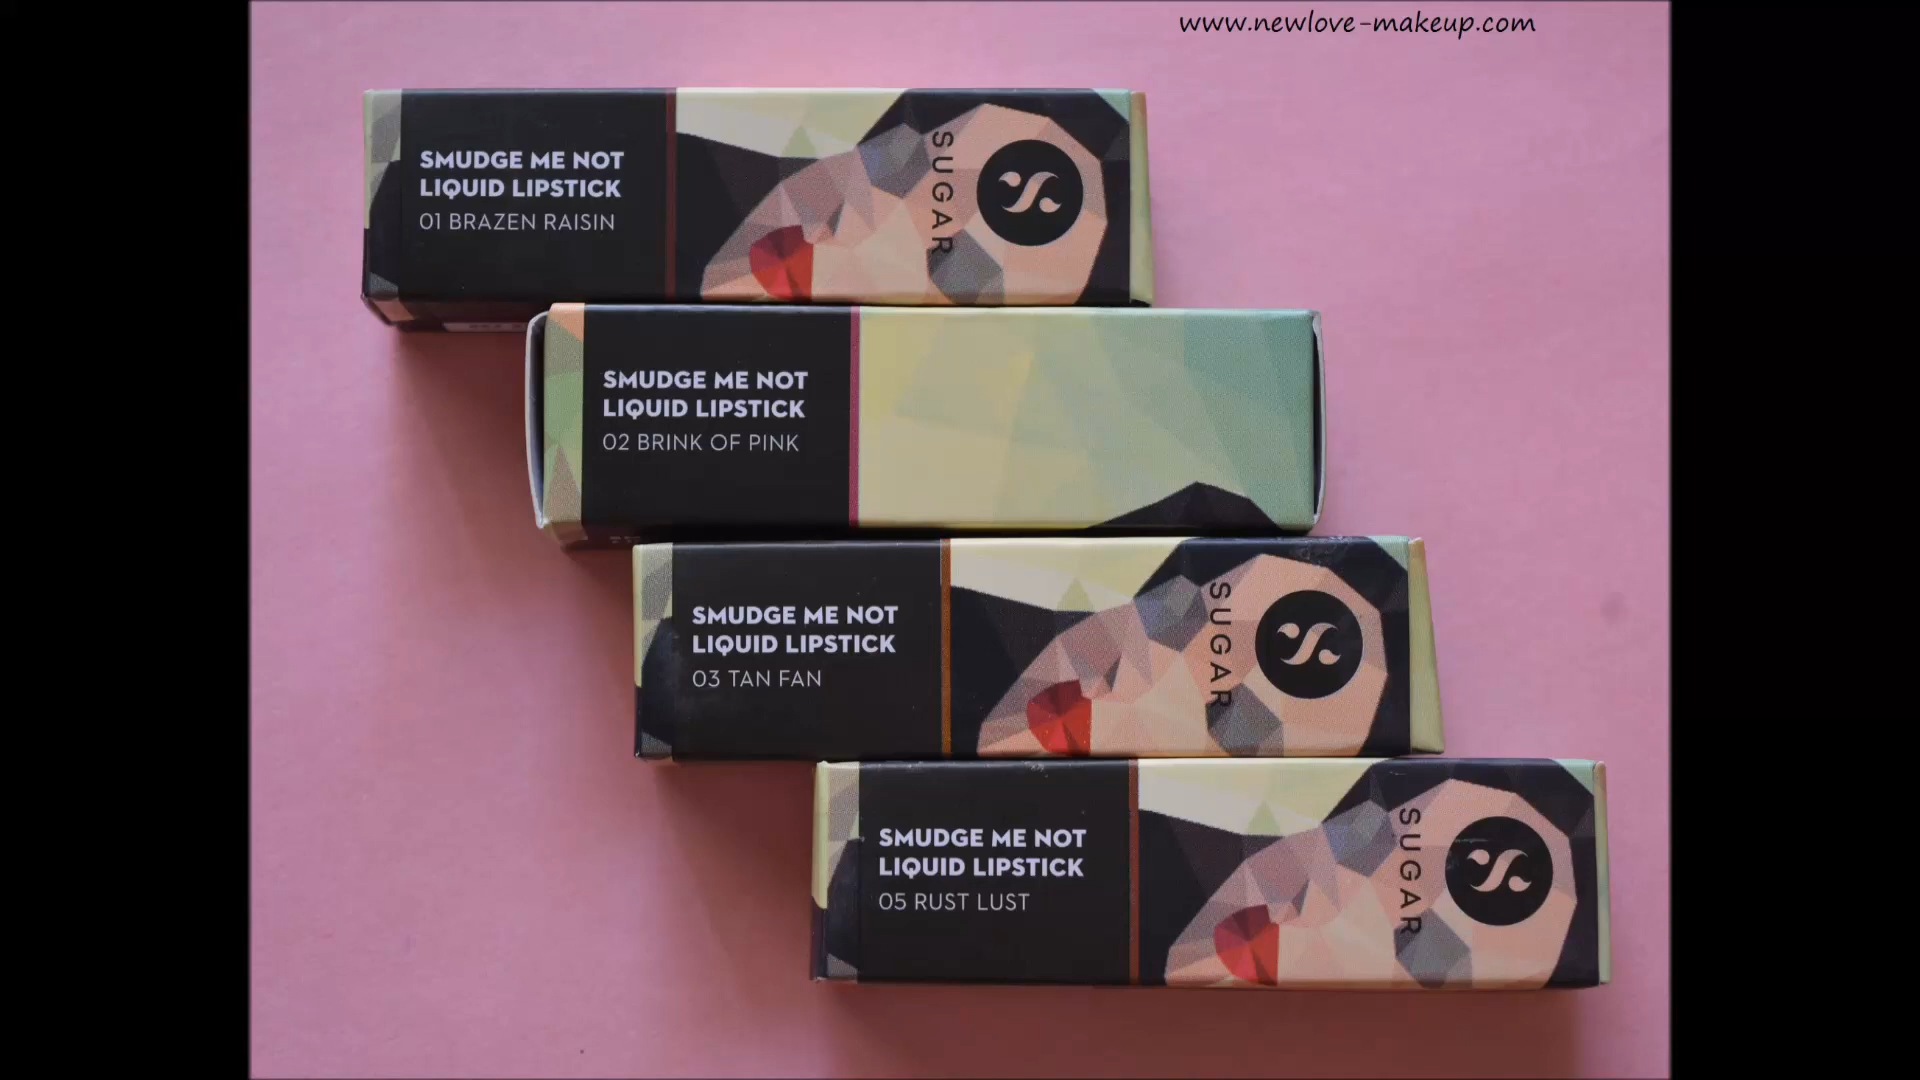 www.newlove-makeup.com
SMUDGE ME NOT
LIQUID LIPSTICK
01 BRAZEN RAISIN
SUGAR
SMUDGE ME NOT
LIQUID LIPSTICK
02 BRINK OF PINK
SMUDGE ME NOT
LIQUID LIPSTICK
03 TAN FAN
SUGAR
SMUDGE ME NOT
LIQUID LIPSTICK
05 RUST LUST
SUGAR